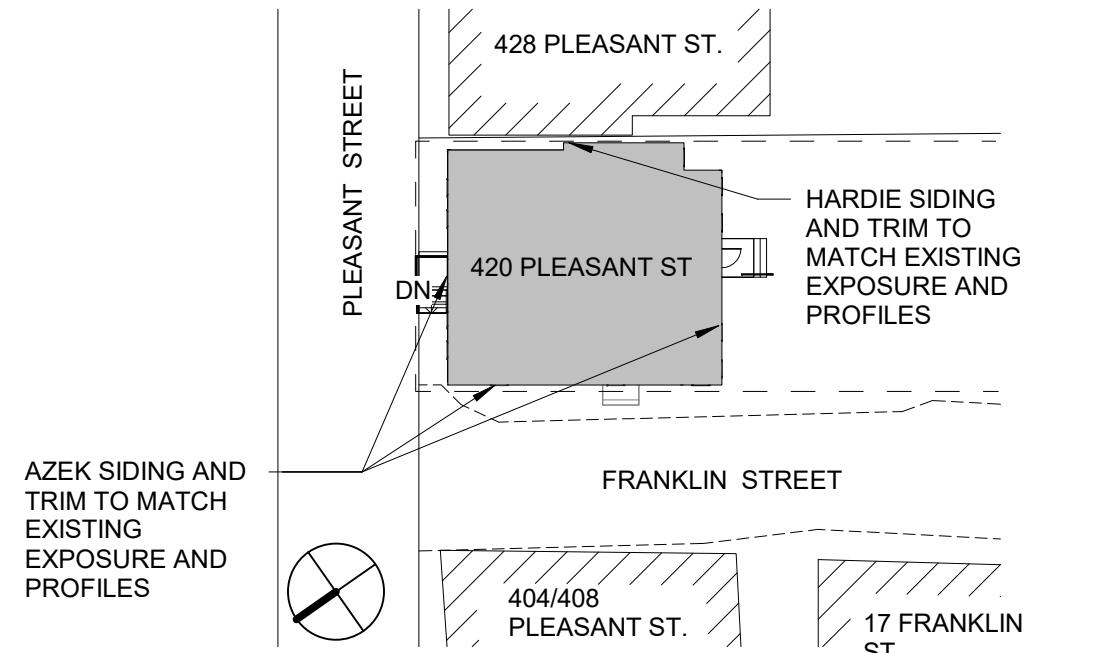 428 PLEASANT ST.
PLEASANT STREET
HARDIE SIDING
AND TRIM TO
MATCH EXISTING
EXPOSURE AND
PROFILES
420 PLEASANT ST
DN
AZEK SIDING AND
TRIM TO MATCH
EXISTING
EXPOSURE AND
PROFILES
FRANKLIN STREET
404/408
PLEASANT ST.
17 FRANKLIN
ST